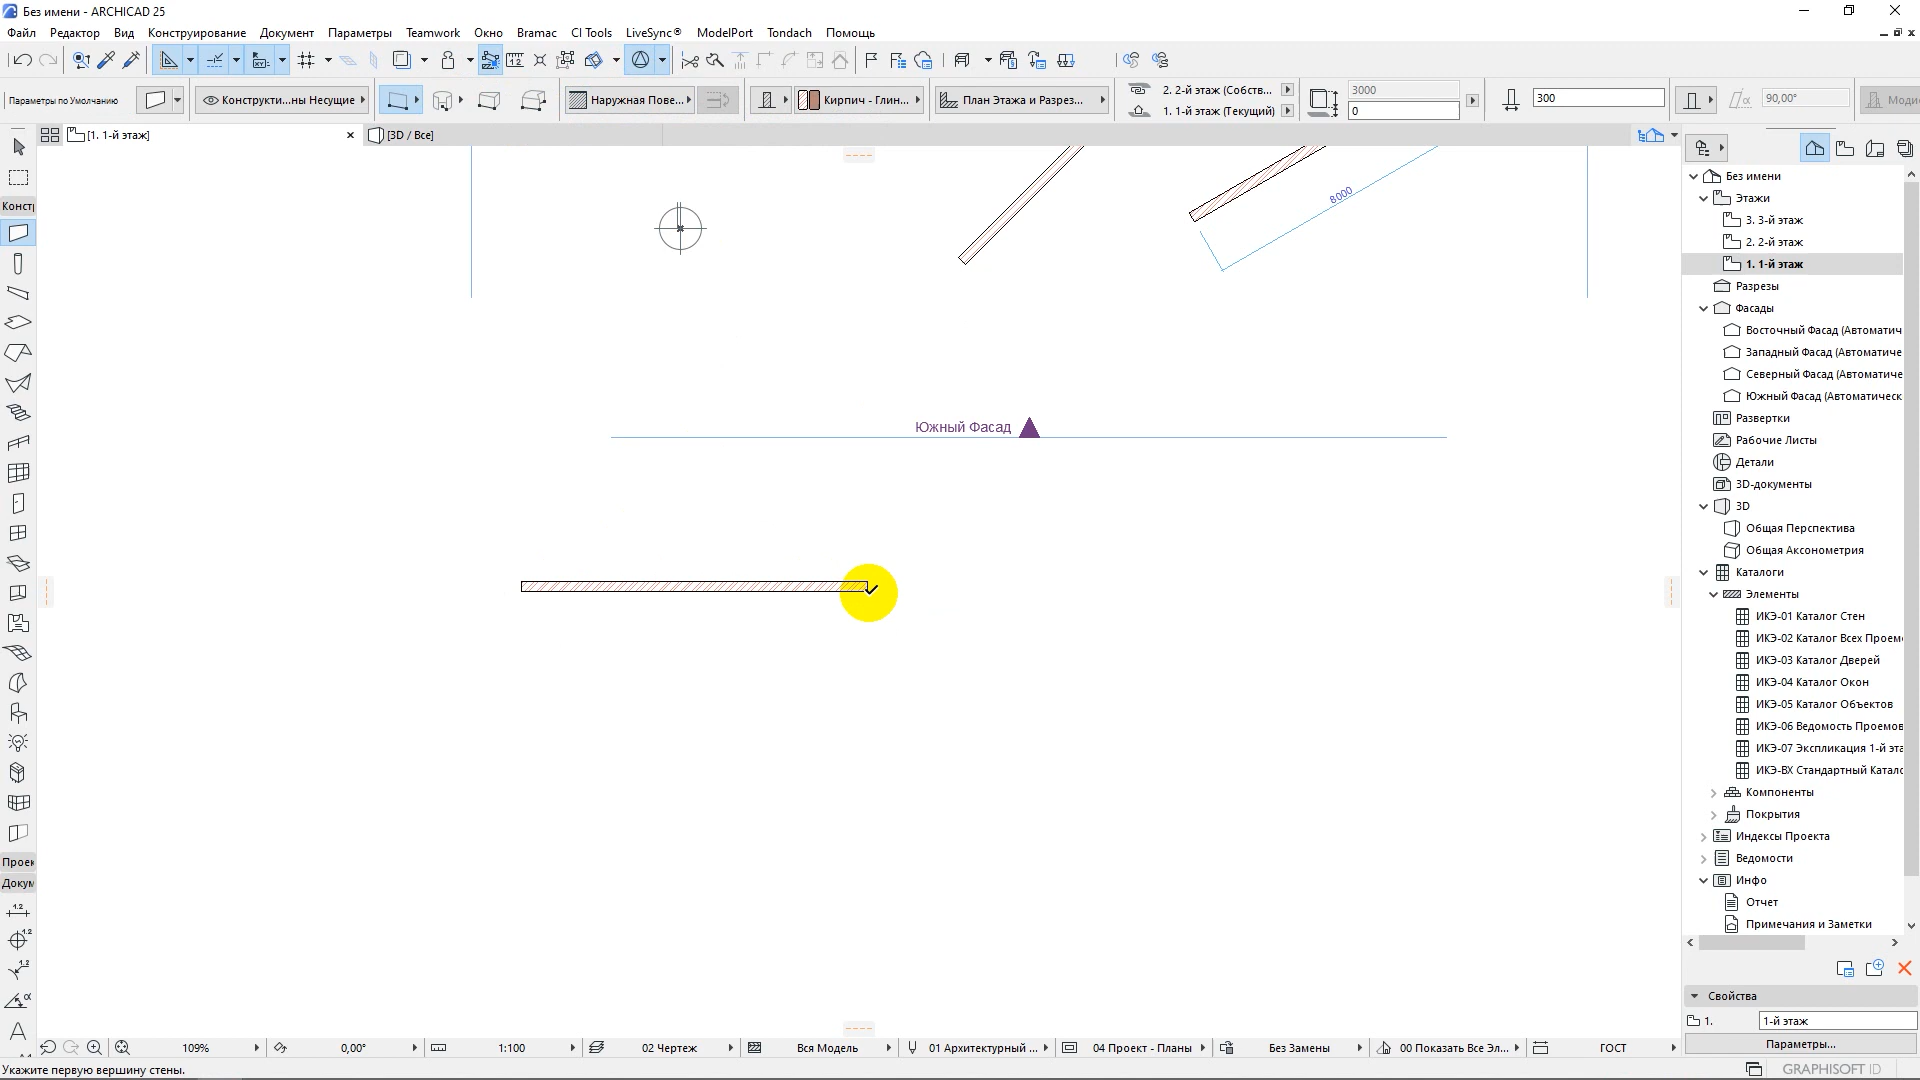 Без имени - ARCHICAD 25
Файл Редактор Вид Конструирование Документ Параметры Teamwork Окно Bramac CI Tools LiveSync® ModelPort Tondach Помощь
Параметры по Умолчанию
Конструкти...ны Несущие
Наружная Пове...
Кирпич - Глин...
План Этажа и Разрез...
2. 2-й этаж (Собств...
1. 1-й этаж (Текущий)
3000
0
300
90,00°
Моди
[1. 1-й этаж]
[3D / Все]
Констр
8000
Южный Фасад
Проек
Докум
Без имени
Этажи
3. 3-й этаж
2. 2-й этаж
1. 1-й этаж
Разрезы
Фасады
Восточный Фасад (Автоматич
Западный Фасад (Автоматиче
Северный Фасад (Автоматиче
Южный Фасад (Автоматическ
Развертки
Рабочие Листы
Детали
3D-документы
3D
Общая Перспектива
Общая Аксонометрия
Каталоги
Элементы
ИКЭ-01 Каталог Стен
ИКЭ-02 Каталог Всех Проем
ИКЭ-03 Каталог Дверей
ИКЭ-04 Каталог Окон
ИКЭ-05 Каталог Объектов
ИКЭ-06 Ведомость Проемов
ИКЭ-07 Экспликация 1-й эта
ИКЭ-ВХ Стандартный Катало
Компоненты
Покрытия
Индексы Проекта
Ведомости
Инфо
Отчет
Примечания и Заметки
Свойства
1. 1-й этаж
Параметры...
109% 0,00° 1:100 02 Чертеж Вся Модель 01 Архитектурный ... 04 Проект - Планы Без Замены 00 Показать Все Эл... ГОСТ
Укажите первую вершину стены.
GRAPHISOFT ID